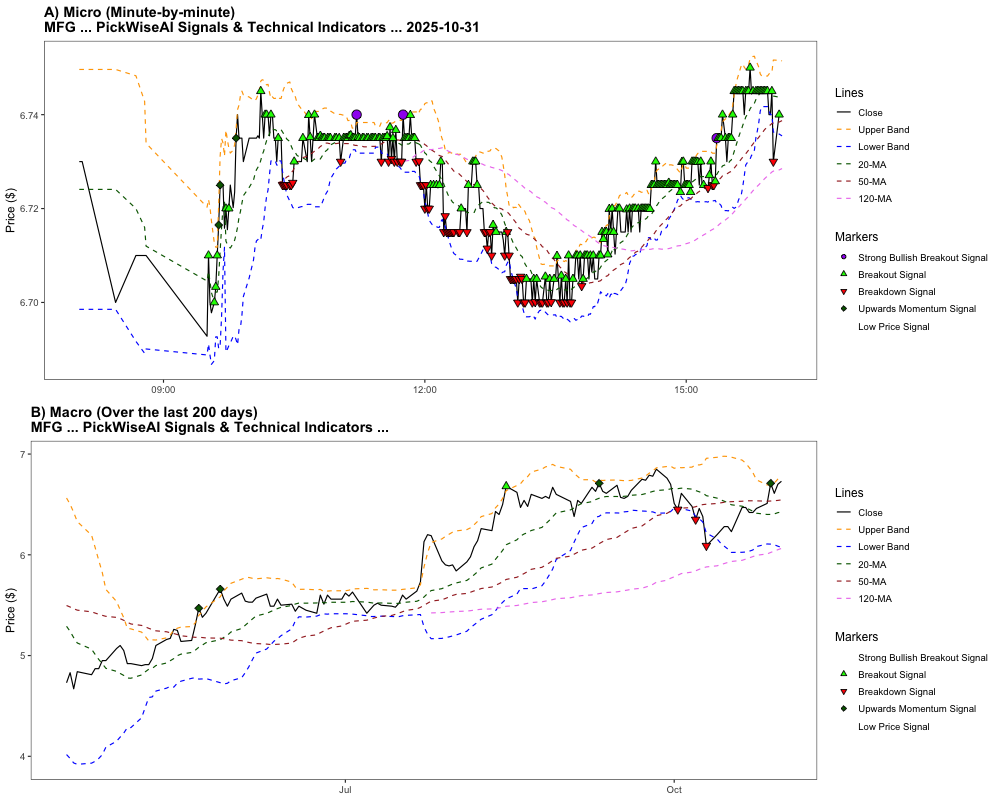 A) Micro (Minute-by-minute)
MFG ... PickWiseAI Signals & Technical Indicators ... 2025-10-31
Price ($)
6.74
6.72
6.70
09:00
12:00
15:00
Lines
Close
Upper Band
Lower Band
20-MA
50-MA
120-MA
Markers
Strong Bullish Breakout Signal
Breakout Signal
Breakdown Signal
Upwards Momentum Signal
Low Price Signal
B) Macro (Over the last 200 days)
MFG ... PickWiseAI Signals & Technical Indicators ...
Price ($)
7
6
5
4
Jul
Oct
Lines
Close
Upper Band
Lower Band
20-MA
50-MA
120-MA
Markers
Strong Bullish Breakout Signal
Breakout Signal
Breakdown Signal
Upwards Momentum Signal
Low Price Signal